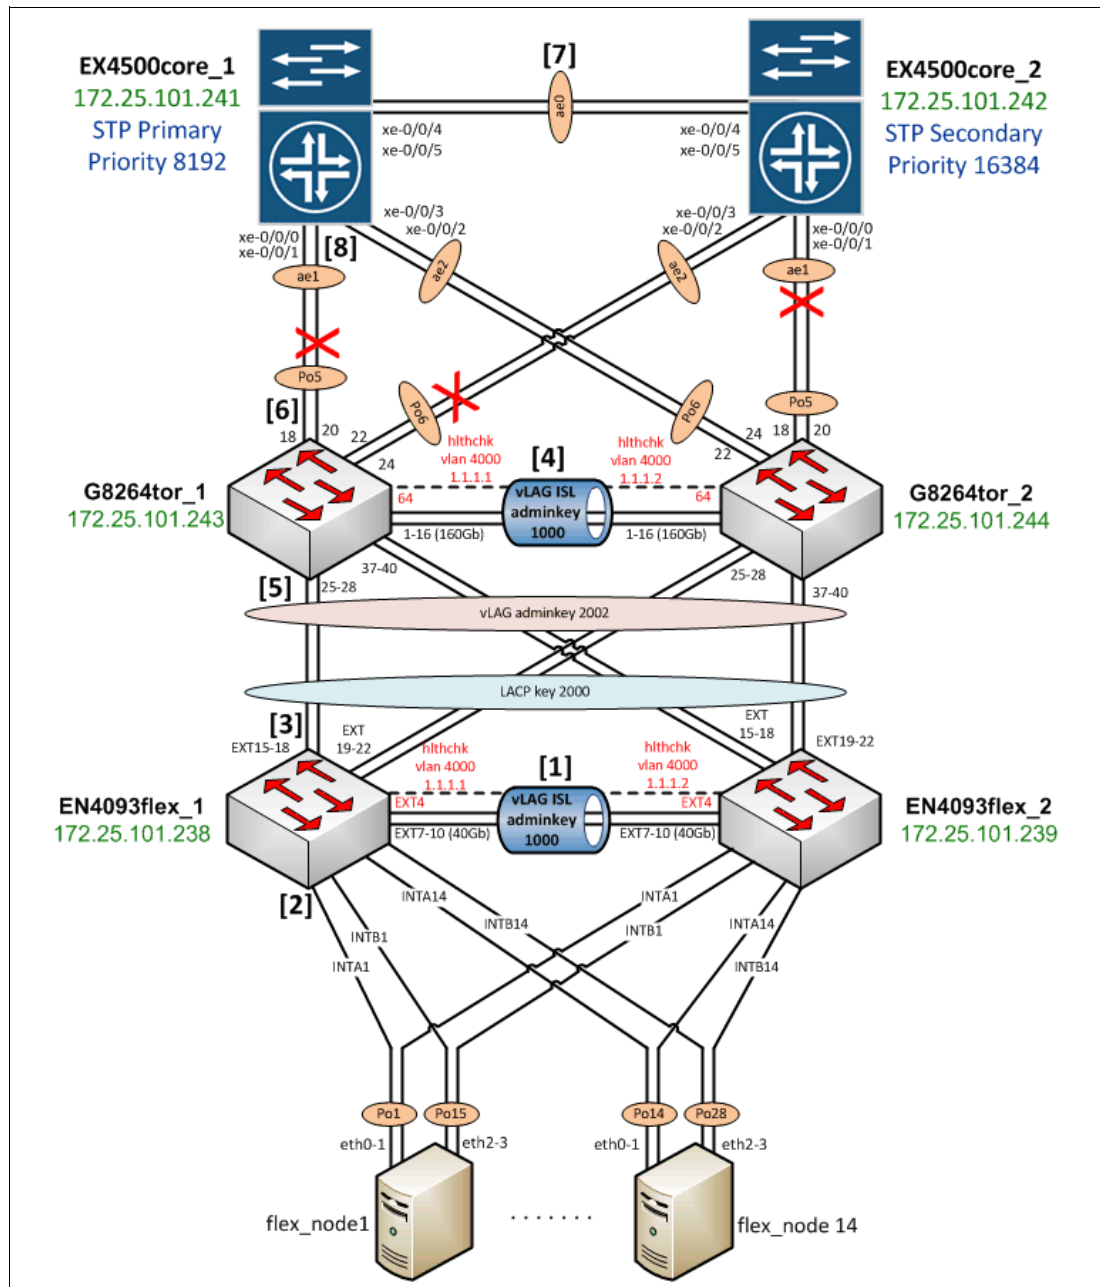 [7]
EX4500core_1
172.25.101.241
STP Primary
Priority 8192
EX4500core_2
172.25.101.242
STP Secondary
Priority 16384
ae0
xe-0/0/4
xe-0/0/5
xe-0/0/4
xe-0/0/5
xe-0/0/3
xe-0/0/2
xe-0/0/3
xe-0/0/2
xe-0/0/0
xe-0/0/1
[8]
xe-0/0/0
xe-0/0/1
ae1
ae2
ae2
ae1
Po5
Po6
Po6
Po5
[6]
18
20
22
24
24
22
18
20
hlthchk
vlan 4000
1.1.1.1
[4]
hlthchk
vlan 4000
1.1.1.2
G8264tor_1
172.25.101.243
64
vLAG ISL
adminkey
1000
64
G8264tor_2
172.25.101.244
1-16 (160Gb)
1-16 (160Gb)
[5]
25-28
37-40
25-28
37-40
vLAG adminkey 2002
LACP key 2000
[3]
EXT15-18
EXT
19-22
EXT
15-18
EXT19-22
hlthchk
vlan 4000
1.1.1.1
[1]
hlthchk
vlan 4000
1.1.1.2
EN4093flex_1
172.25.101.238
EXT4
vLAG ISL
adminkey
1000
EXT4
EN4093flex_2
172.25.101.239
EXT7-10 (40Gb)
EXT7-10 (40Gb)
[2]
INTA14
INTB14
INTB1
INTA1
INTA1
INTB1
INTA14
INTB14
Po1
Po15
Po14
Po28
eth0-1
eth2-3
eth0-1
eth2-3
flex_node1
. . . . . . .
flex_node 14